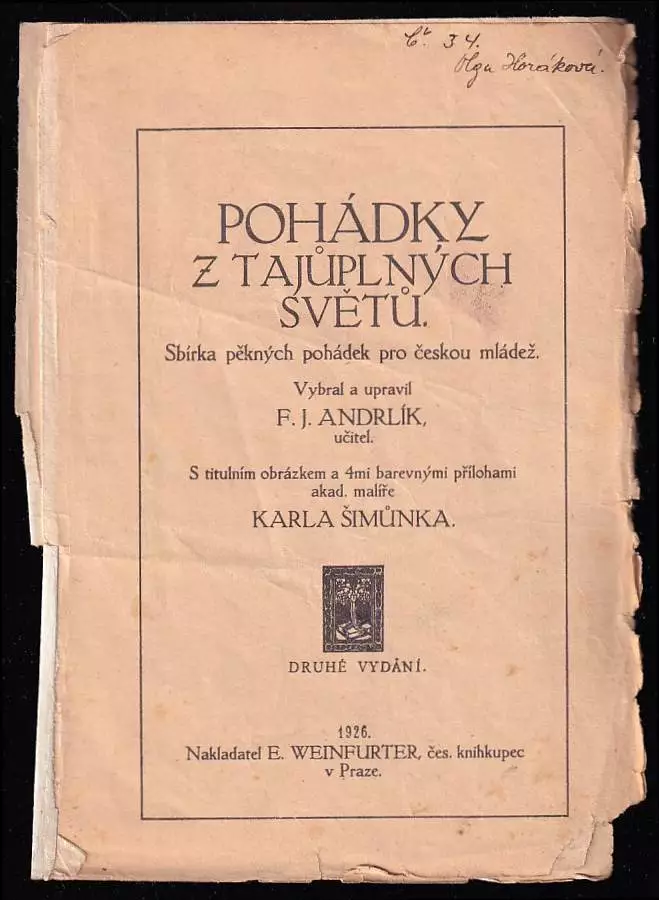 Č. 34.
Olga Horáková.
POHÁDKY
Z TAJŮPLNÝCH
SVĚTŮ.
Sbírka pěkných pohádek pro českou mládež.
Vybral a upravil
F. J. ANDRLÍK,
učitel.
S titulním obrázkem a 4mi barevnými přílohami
akad. malíře
KARLA ŠIMŮNKA.
DRUHÉ VYDÁNÍ.
1926.
Nakladatel E. WEINFURTER, čes. knihkupec
v Praze.